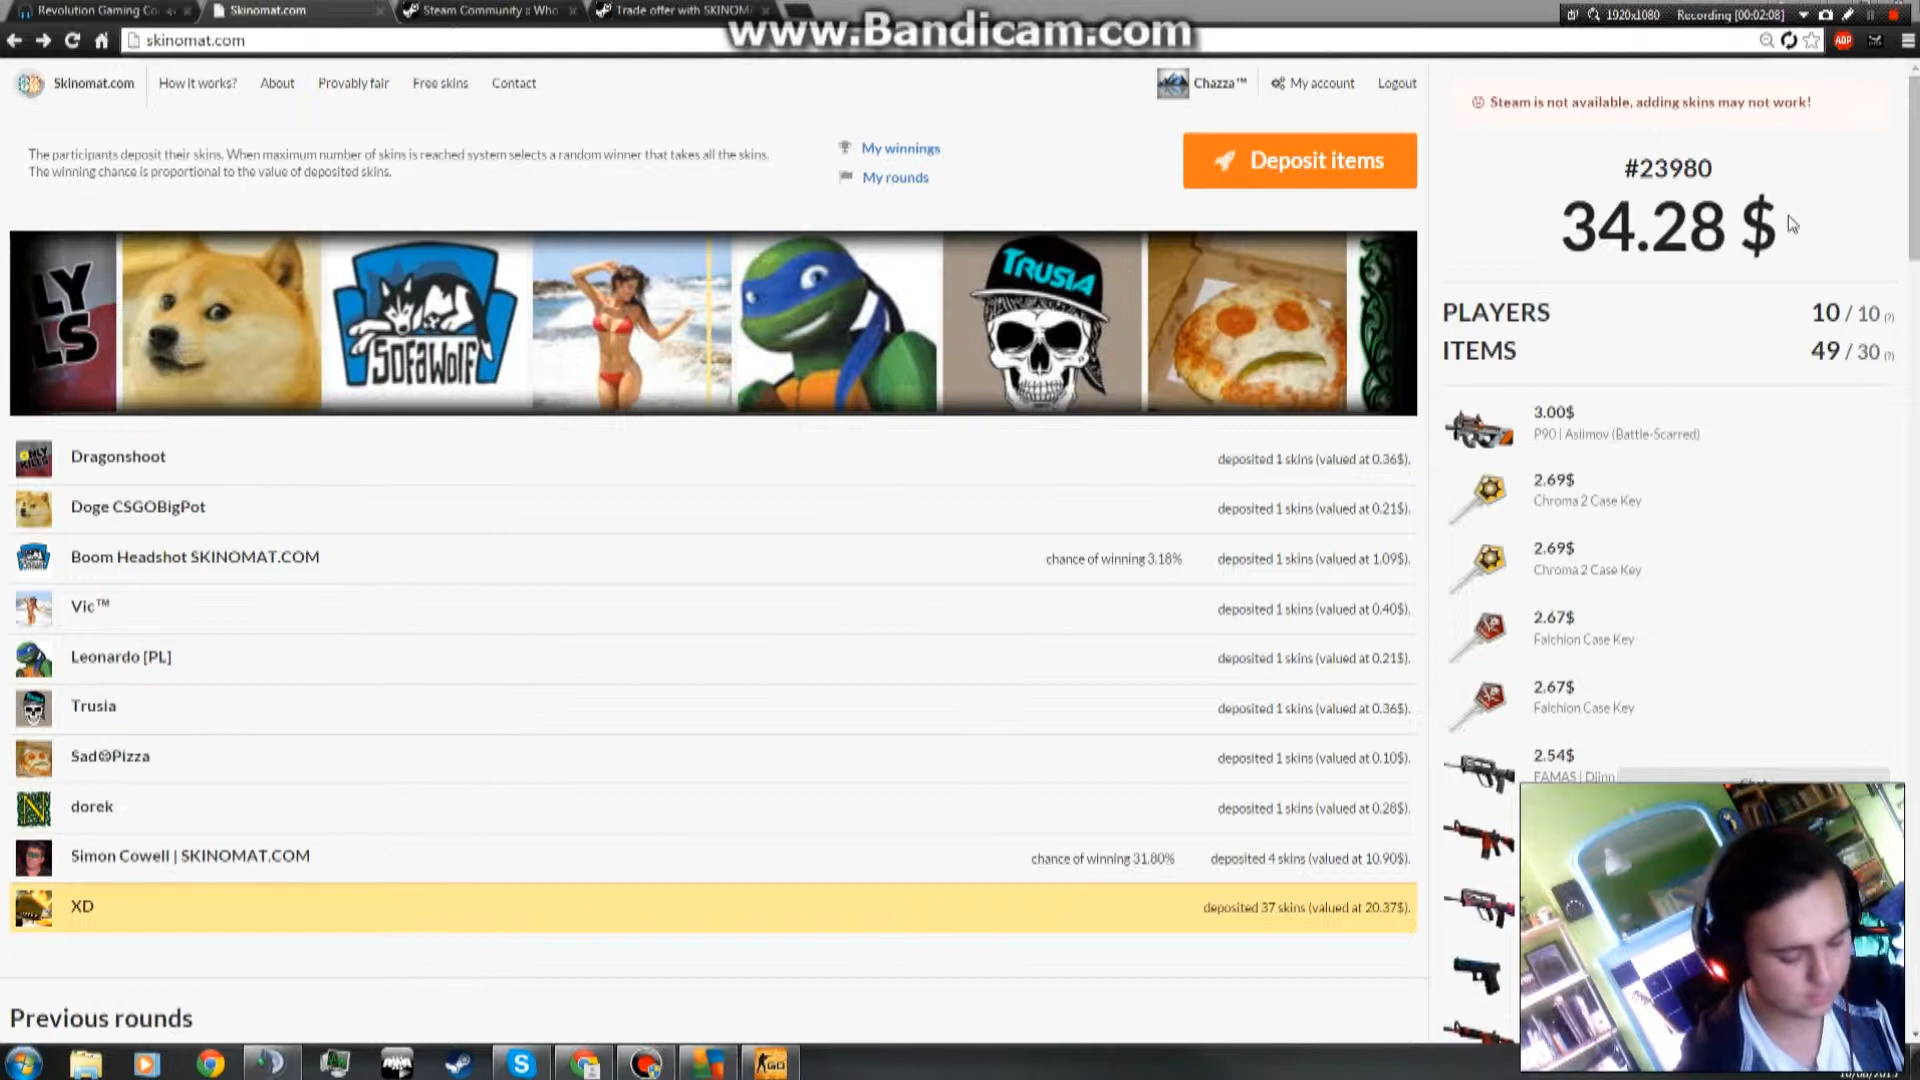 Revolution Gaming Co
Skinomat.com
Steam Community :: Who
Trade offer with SKINOM
www.Bandicam.com
1920x1080
Recording [00:02:08]
skinomat.com
ABP
Skinomat.com
How it works?
About
Provably fair
Free skins
Contact
Chazza™
My account
Logout
Steam is not available, adding skins may not work!
The participants deposit their skins. When maximum number of skins is reached system selects a random winner that takes all the skins.
The winning chance is proportional to the value of deposited skins.
My winnings
My rounds
Deposit items
#23980
34.28 $
PLAYERS 10 / 10 (?)
ITEMS 49 / 30 (?)
LY
LS
SOFAWOLF
TRUSIA
Dragonshoot deposited 1 skins (valued at 0.36$).
Doge CSGOBigPot deposited 1 skins (valued at 0.21$).
Boom Headshot SKINOMAT.COM chance of winning 3.18% deposited 1 skins (valued at 1.09$).
Vic™ deposited 1 skins (valued at 0.40$).
Leonardo [PL] deposited 1 skins (valued at 0.21$).
Trusia deposited 1 skins (valued at 0.36$).
Sad☹Pizza deposited 1 skins (valued at 0.10$).
dorek deposited 1 skins (valued at 0.28$).
Simon Cowell | SKINOMAT.COM chance of winning 31.80% deposited 4 skins (valued at 10.90$).
XD deposited 37 skins (valued at 20.37$).
Previous rounds
3.00$
P90 | Asiimov (Battle-Scarred)
2.69$
Chroma 2 Case Key
2.69$
Chroma 2 Case Key
2.67$
Falchion Case Key
2.67$
Falchion Case Key
2.54$
FAMAS | Djinn